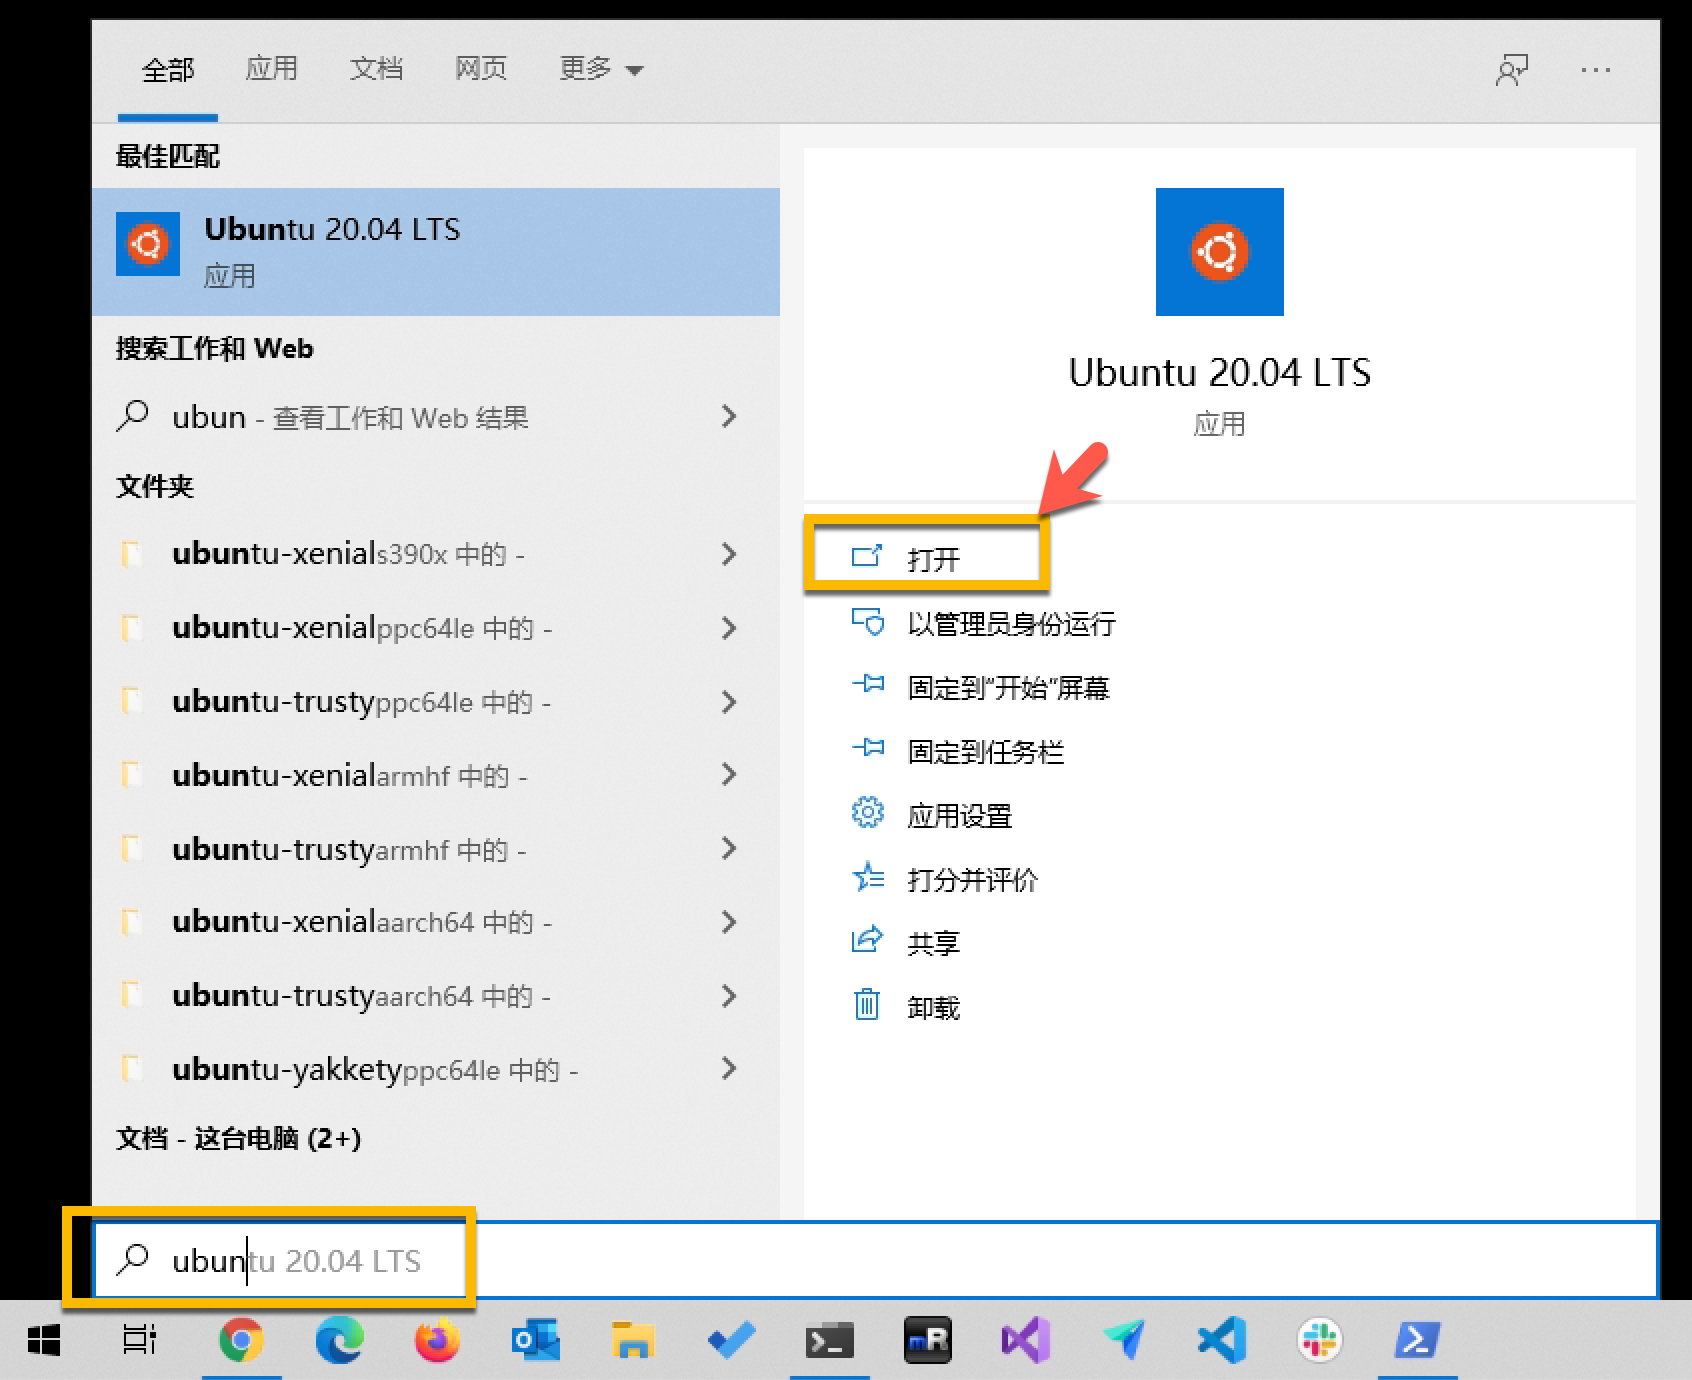 全部 应用 文档 网页 更多
最佳匹配
Ubuntu 20.04 LTS
应用
搜索工作和 Web
ubun - 查看工作和 Web 结果
文件夹
ubuntu-xenials390x 中的 -
ubuntu-xenialppc64le 中的 -
ubuntu-trustyppc64le 中的 -
ubuntu-xenialarmhf 中的 -
ubuntu-trustyarmhf 中的 -
ubuntu-xenialaarch64 中的 -
ubuntu-trustyaarch64 中的 -
ubuntu-yakketyppc64le 中的 -
文档 - 这台电脑 (2+)
Ubuntu 20.04 LTS
应用
打开
以管理员身份运行
固定到"开始"屏幕
固定到任务栏
应用设置
打分并评价
共享
卸载
ubuntu 20.04 LTS
mR